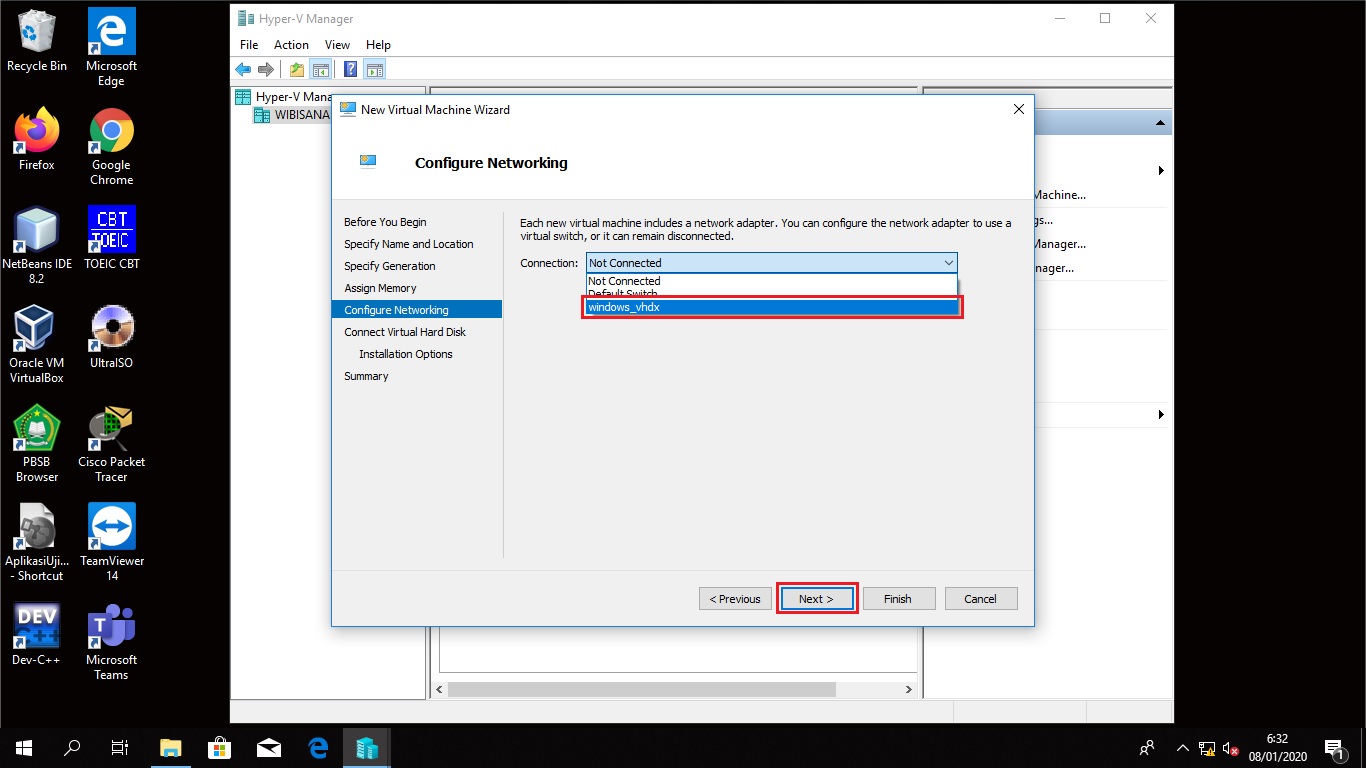 Recycle Bin
Microsoft
Edge
Firefox
Google
Chrome
NetBeans IDE
8.2
CBT
TOEIC
TOEIC CBT
Oracle VM
VirtualBox
UltraISO
PBSB
Browser
Cisco Packet
Tracer
AplikasiUji...
- Shortcut
TeamViewer
14
DEV
C++
Dev-C++
Microsoft
Teams
Hyper-V Manager
File Action View Help
Hyper-V Mana
WIBISANA
Machine...
gs...
Manager...
nager...
New Virtual Machine Wizard
Configure Networking
Before You Begin
Specify Name and Location
Specify Generation
Assign Memory
Configure Networking
Connect Virtual Hard Disk
Installation Options
Summary
Each new virtual machine includes a network adapter. You can configure the network adapter to use a
virtual switch, or it can remain disconnected.
Connection: Not Connected
Not Connected
Default Switch
windows_vhdx
< Previous Next > Finish Cancel
6:32
08/01/2020
1